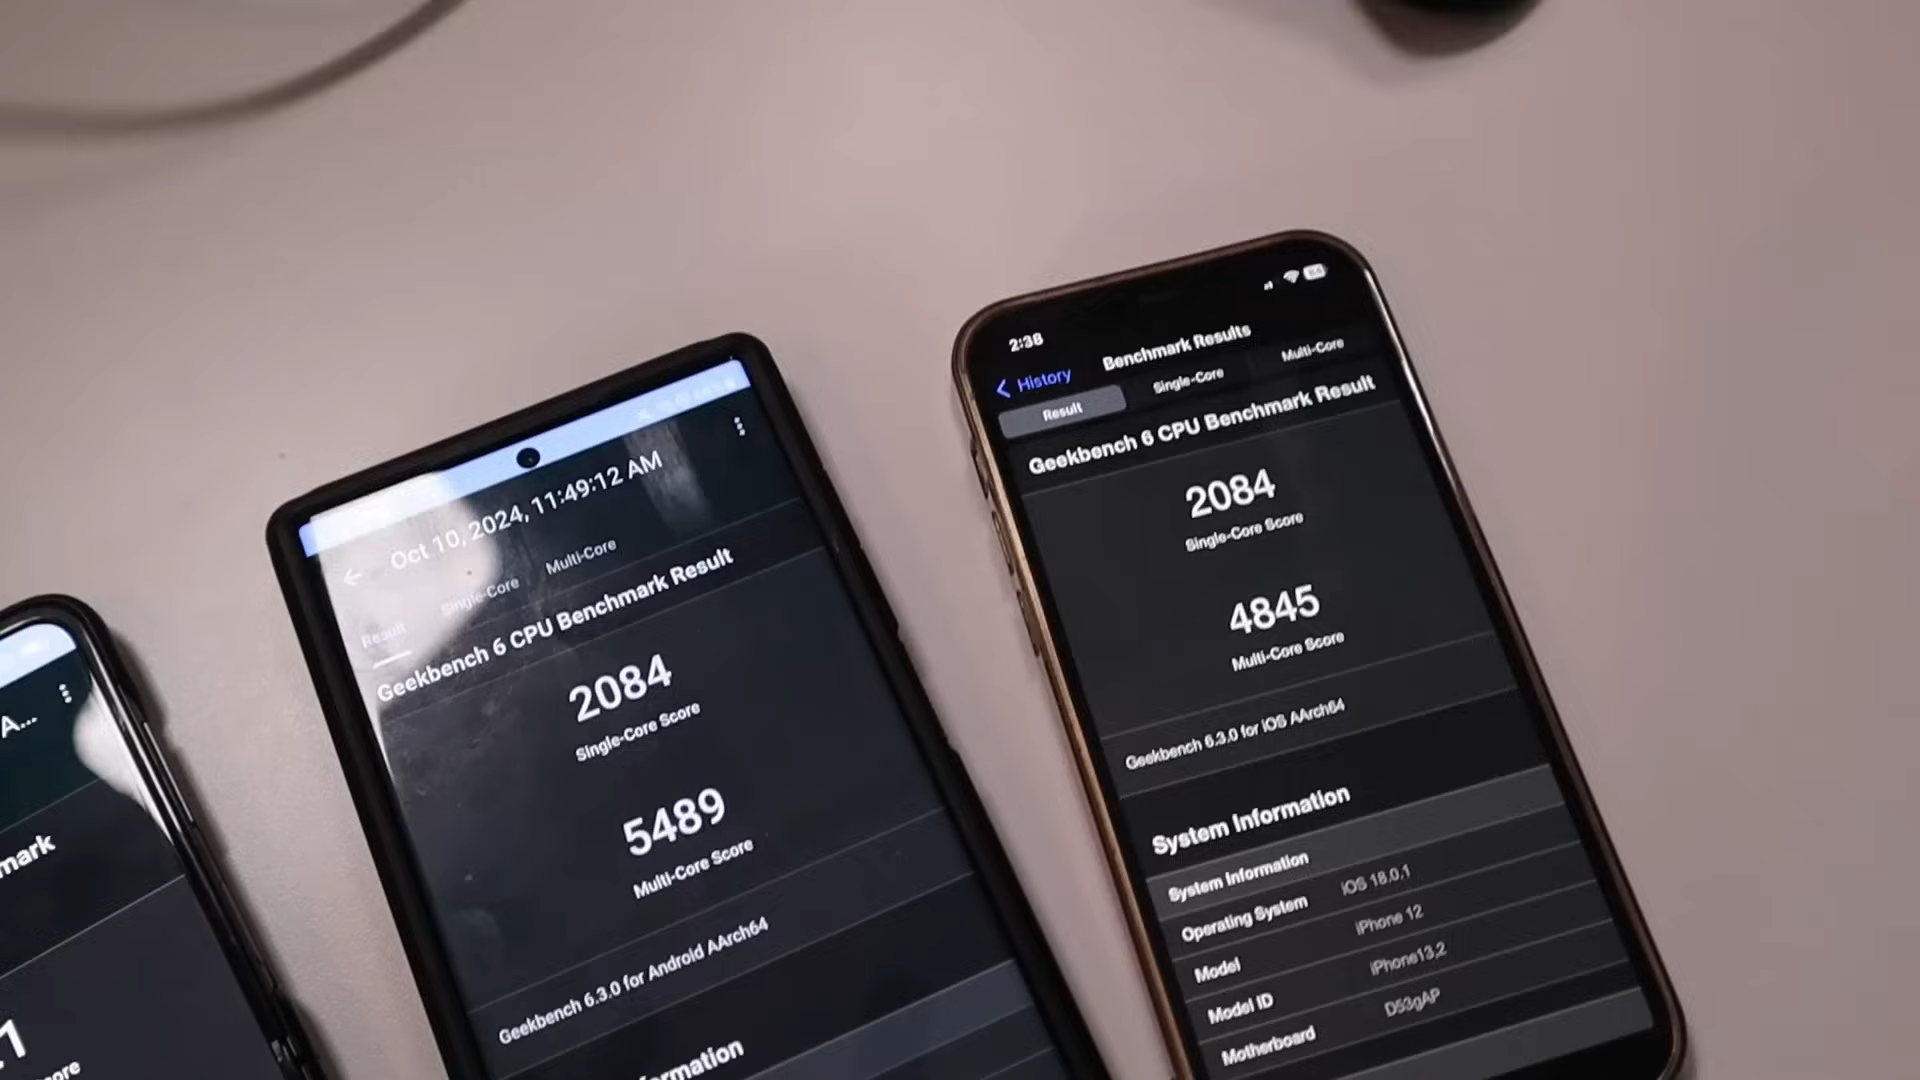 A...
mark
1
ore
Oct 10, 2024, 11:49:12 AM
Result
Single-Core
Multi-Core
Geekbench 6 CPU Benchmark Result
2084
Single-Core Score
5489
Multi-Core Score
Geekbench 6.3.0 for Android AArch64
ormation
2:38
History
Benchmark Results
Result
Single-Core
Multi-Core
Geekbench 6 CPU Benchmark Result
2084
Single-Core Score
4845
Multi-Core Score
Geekbench 6.3.0 for iOS AArch64
System Information
System Information
Operating System iOS 18.0.1
Model iPhone 12
Model ID iPhone13,2
Motherboard D53gAP